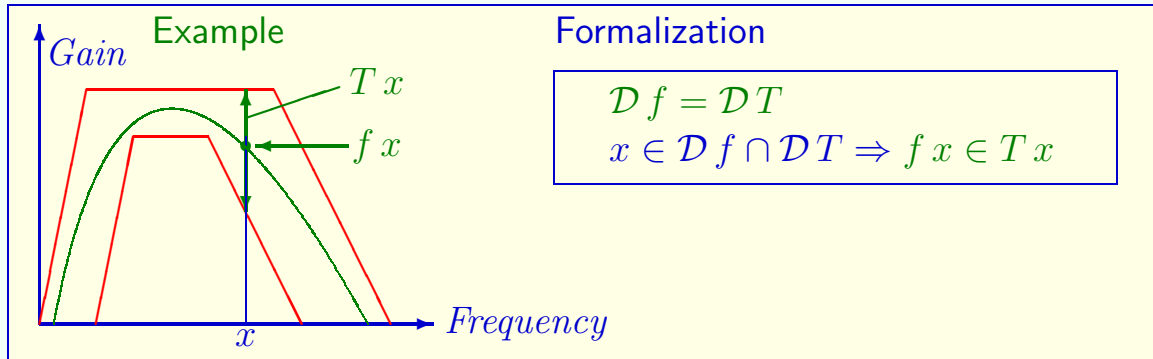 Example
Gain
T x
f x
x
Frequency
Formalization
𝒟 f = 𝒟 T
x ∈ 𝒟 f ∩ 𝒟 T ⇒ f x ∈ T x